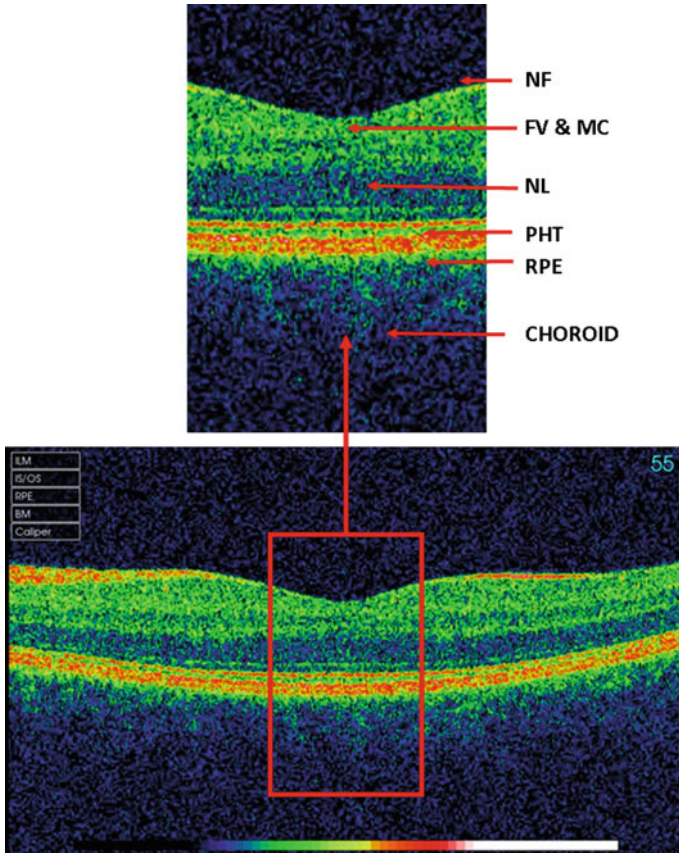 NF
FV & MC
NL
PHT
RPE
CHOROID
ILM
IS/OS
RPE
BM
Caliper
55